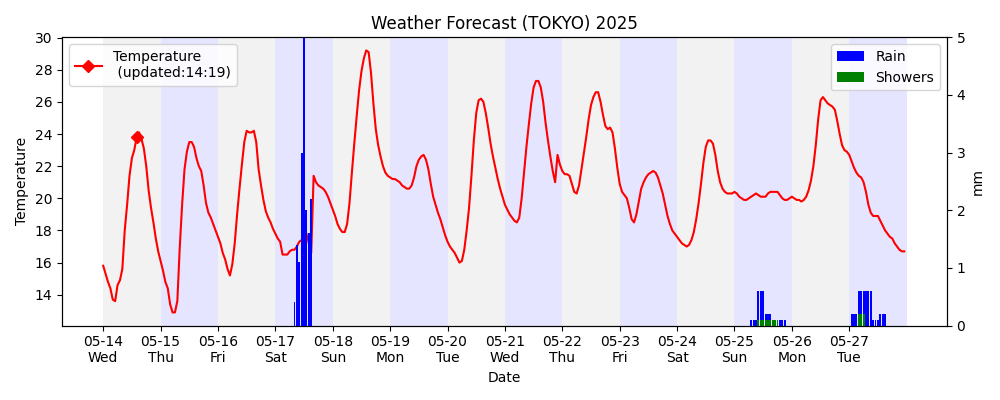 Weather Forecast (TOKYO) 2025
Temperature
(updated:14:19)
Rain
Showers
Temperature
30
28
26
24
22
20
18
16
14
5
4
3
2
1
0
mm
05-14 05-15 05-16 05-17 05-18 05-19 05-20 05-21 05-22 05-23 05-24 05-25 05-26 05-27
Wed Thu Fri Sat Sun Mon Tue Wed Thu Fri Sat Sun Mon Tue
Date